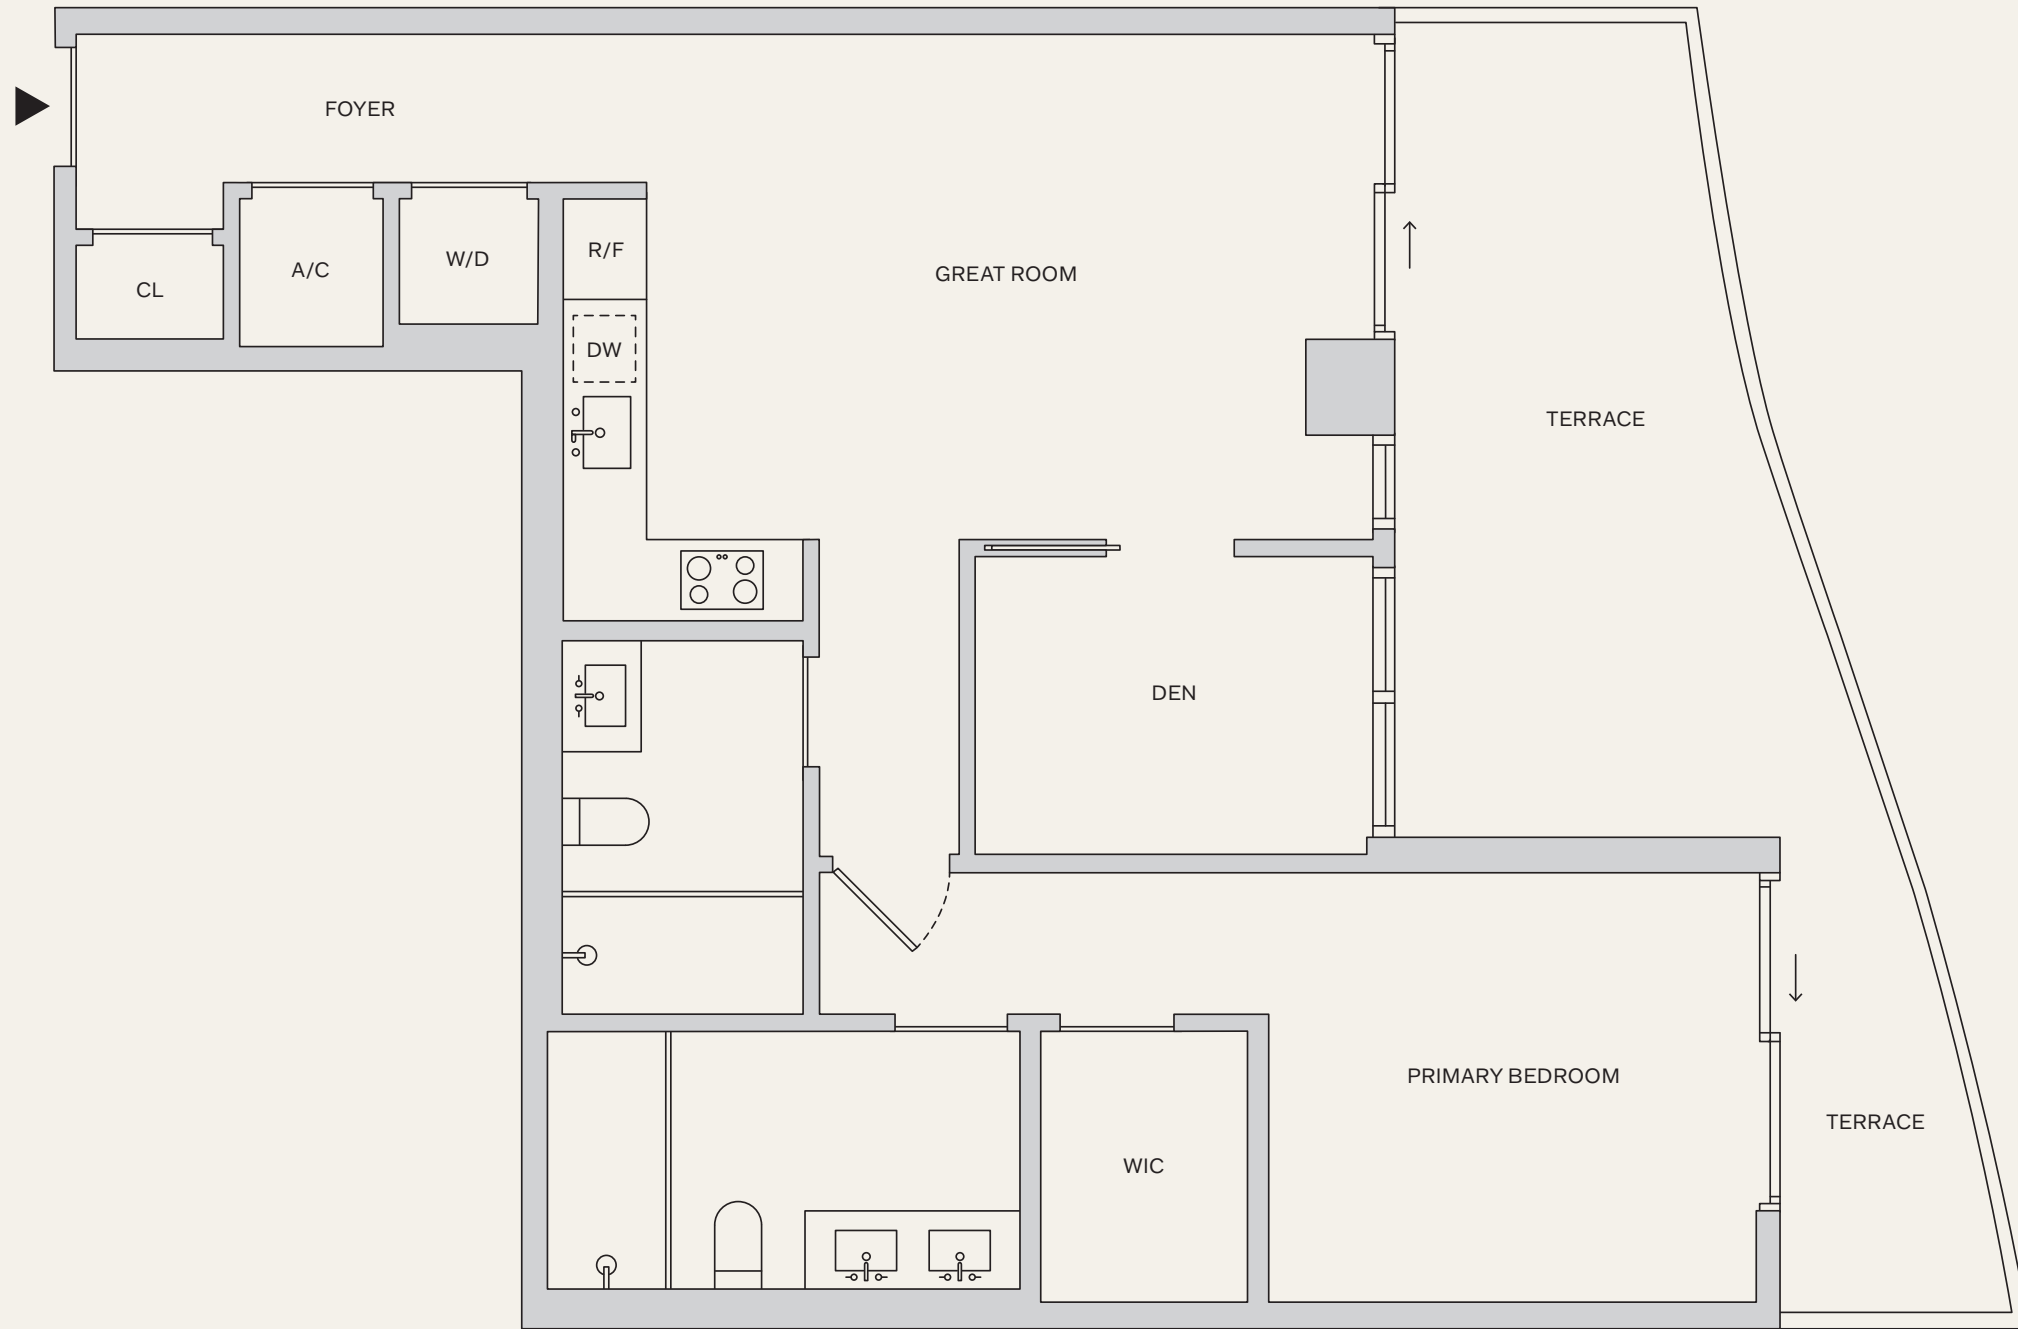 FOYER
R/F
W/D
A/C
GREAT ROOM
CL
DW
TERRACE
DEN
PRIMARY BEDROOM
TERRACE
WIC